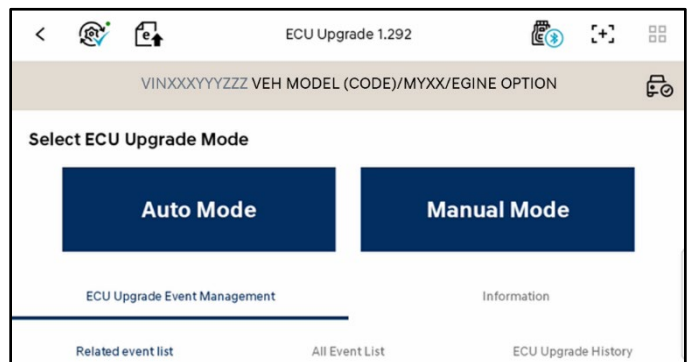 ECU Upgrade 1.292
VINXXXYYYZZZ VEH MODEL (CODE)/MYXX/EGINE OPTION
Select ECU Upgrade Mode
Auto Mode Manual Mode
ECU Upgrade Event Management Information
Related event list All Event List ECU Upgrade History